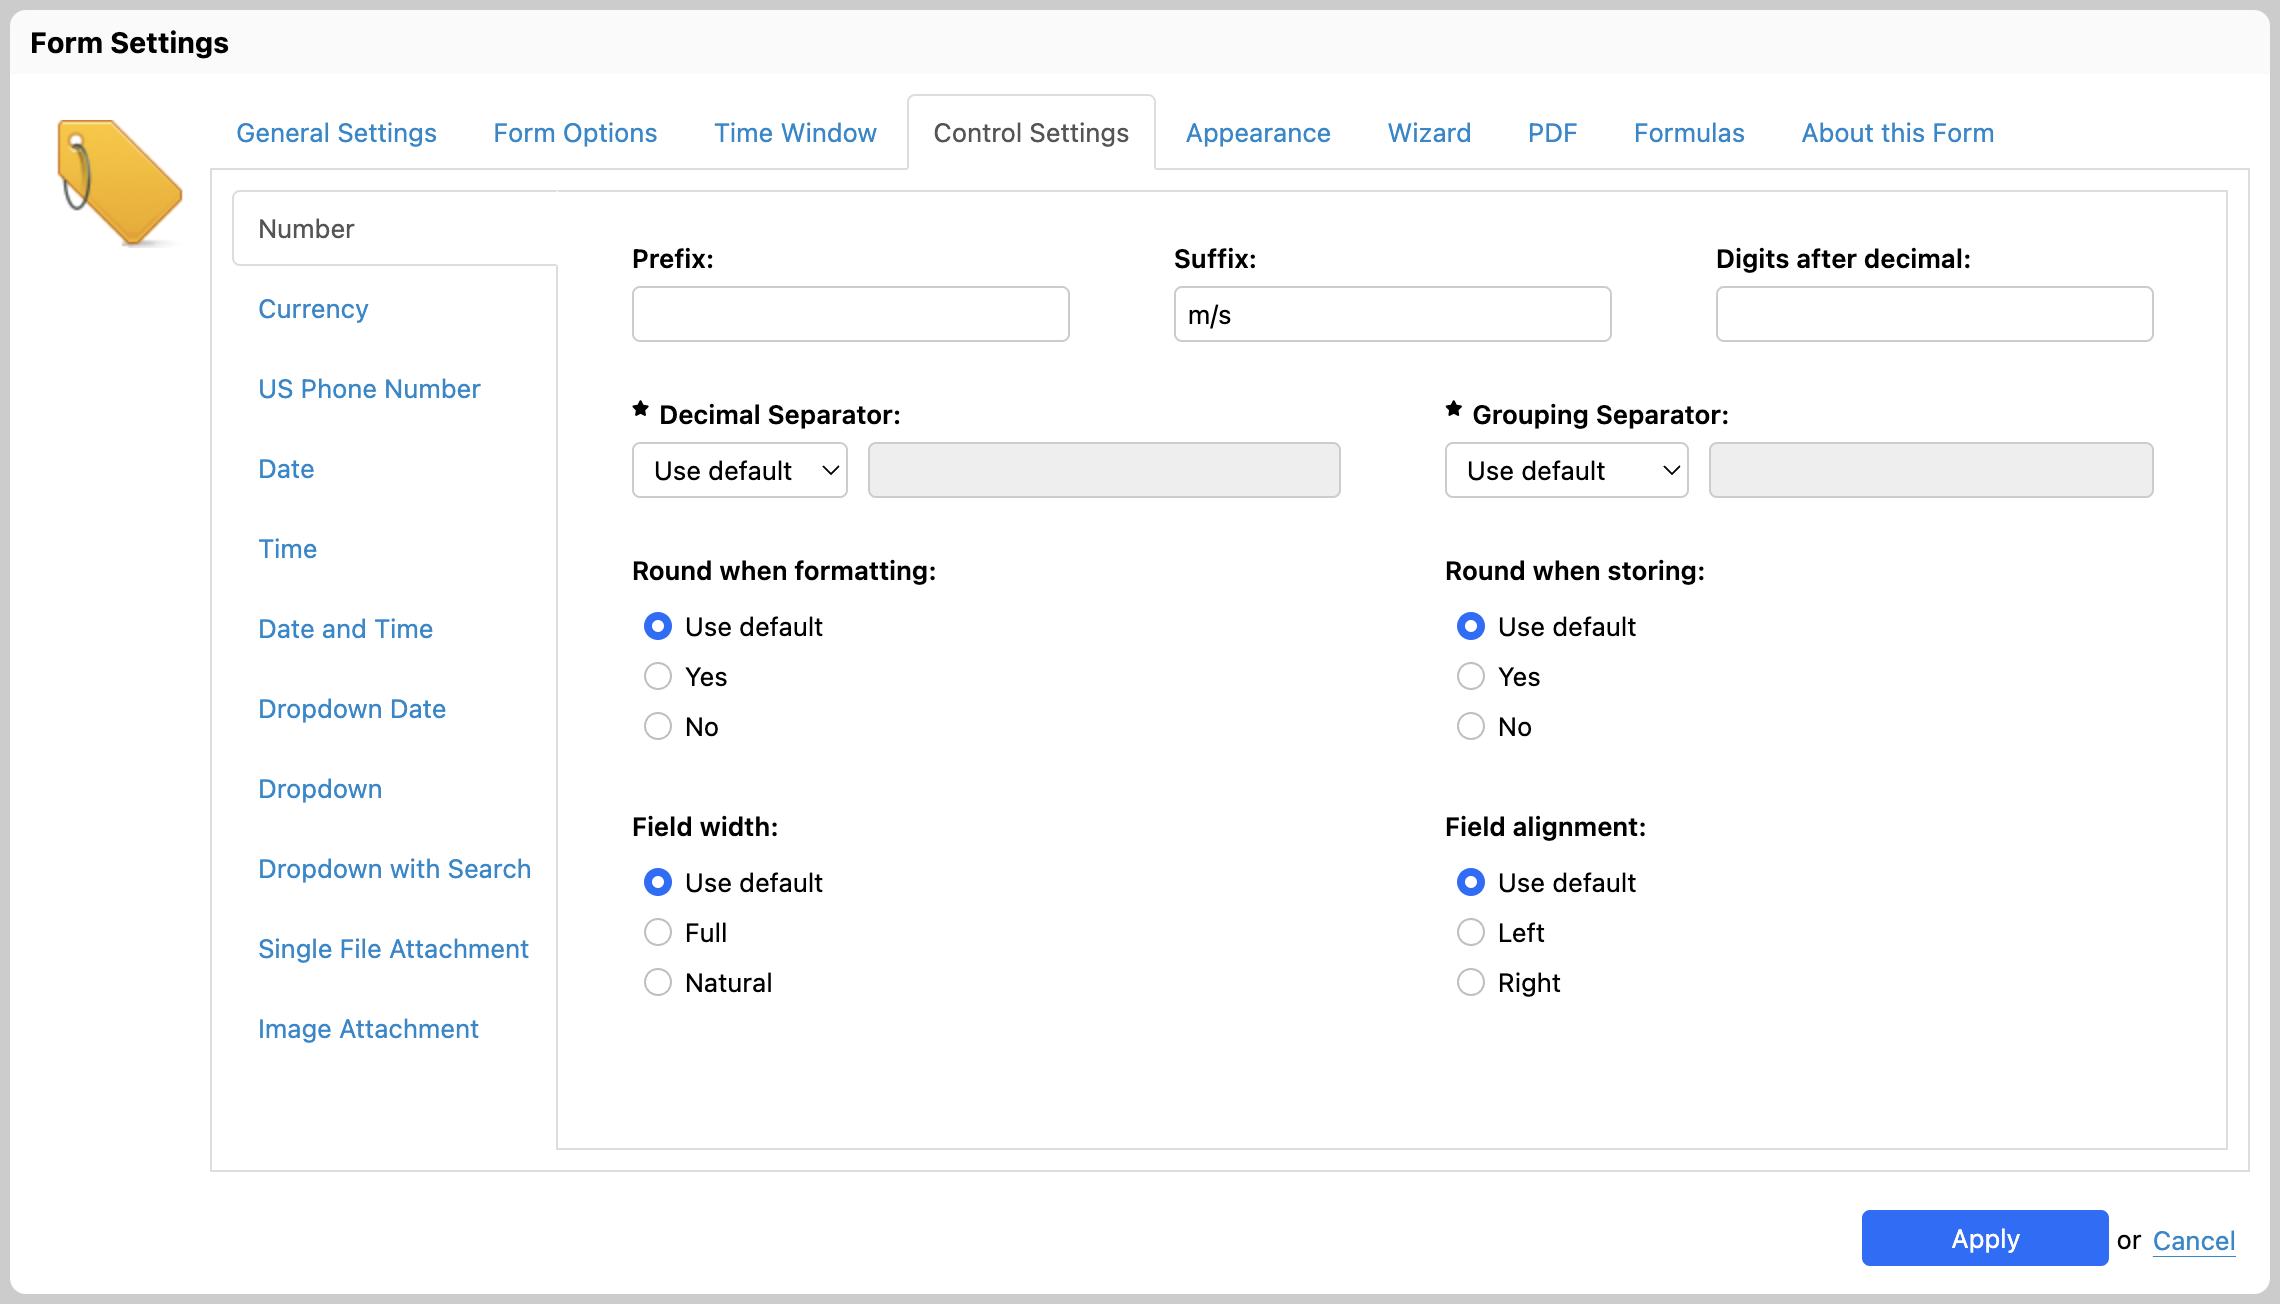 Form Settings
General Settings
Form Options
Time Window
Control Settings
Appearance
Wizard
PDF
Formulas
About this Form
Number
Currency
US Phone Number
Date
Time
Date and Time
Dropdown Date
Dropdown
Dropdown with Search
Single File Attachment
Image Attachment
Prefix:
Suffix:
m/s
Digits after decimal:
★ Decimal Separator:
Use default
★ Grouping Separator:
Use default
Round when formatting:
Use default
Yes
No
Round when storing:
Use default
Yes
No
Field width:
Use default
Full
Natural
Field alignment:
Use default
Left
Right
Apply or Cancel